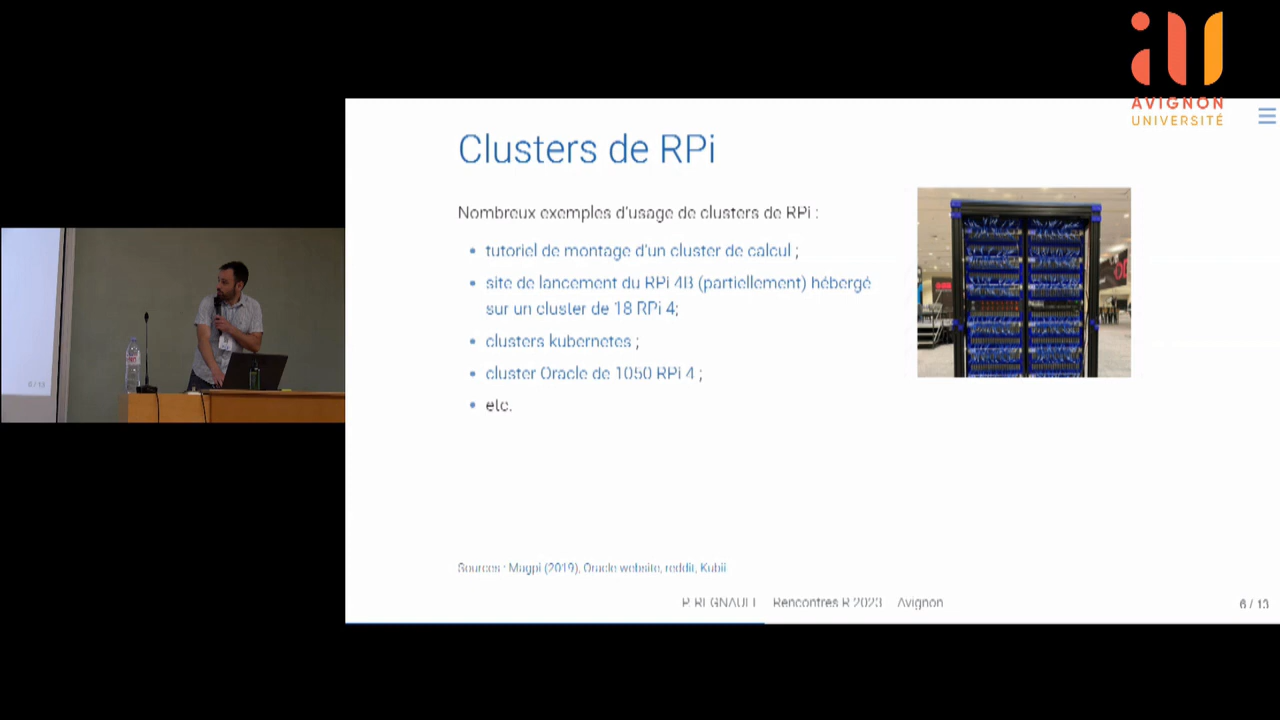 AVIGNON
UNIVERSITÉ
Clusters de RPi
Nombreux exemples d'usage de clusters de RPi :
• tutoriel de montage d'un cluster de calcul ;
• site de lancement du RPi 4B (partiellement) hébergé
sur un cluster de 18 RPi 4;
• clusters kubernetes ;
• cluster Oracle de 1050 RPi 4 ;
• etc.
Sources : Magpi (2019), Oracle website, reddit, Kubii
P. REGNAULT Rencontres R 2023 Avignon
6 / 13